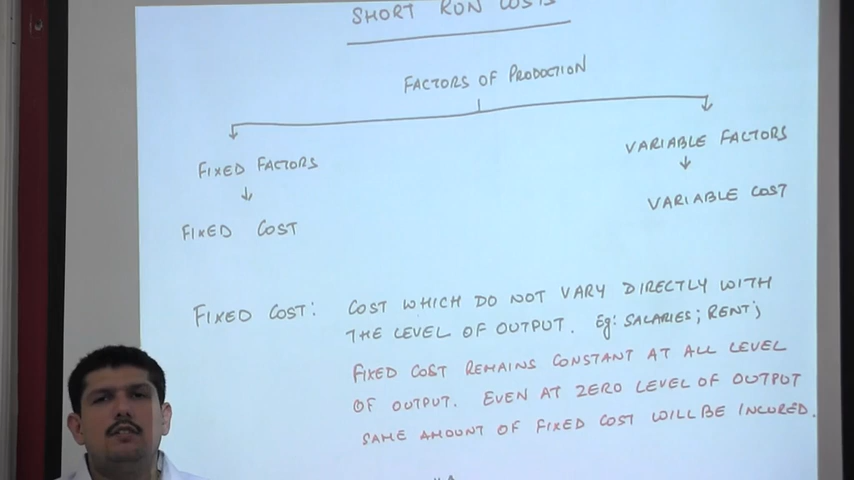 SHORT RUN COSTS
FACTORS OF PRODUCTION
FIXED FACTORS
VARIABLE FACTORS
FIXED COST
VARIABLE COST
FIXED COST: COST WHICH DO NOT VARY DIRECTLY WITH
THE LEVEL OF OUTPUT. Eg: SALARIES; RENT;
FIXED COST REMAINS CONSTANT AT ALL LEVEL
OF OUTPUT. EVEN AT ZERO LEVEL OF OUTPUT
SAME AMOUNT OF FIXED COST WILL BE INCURED.